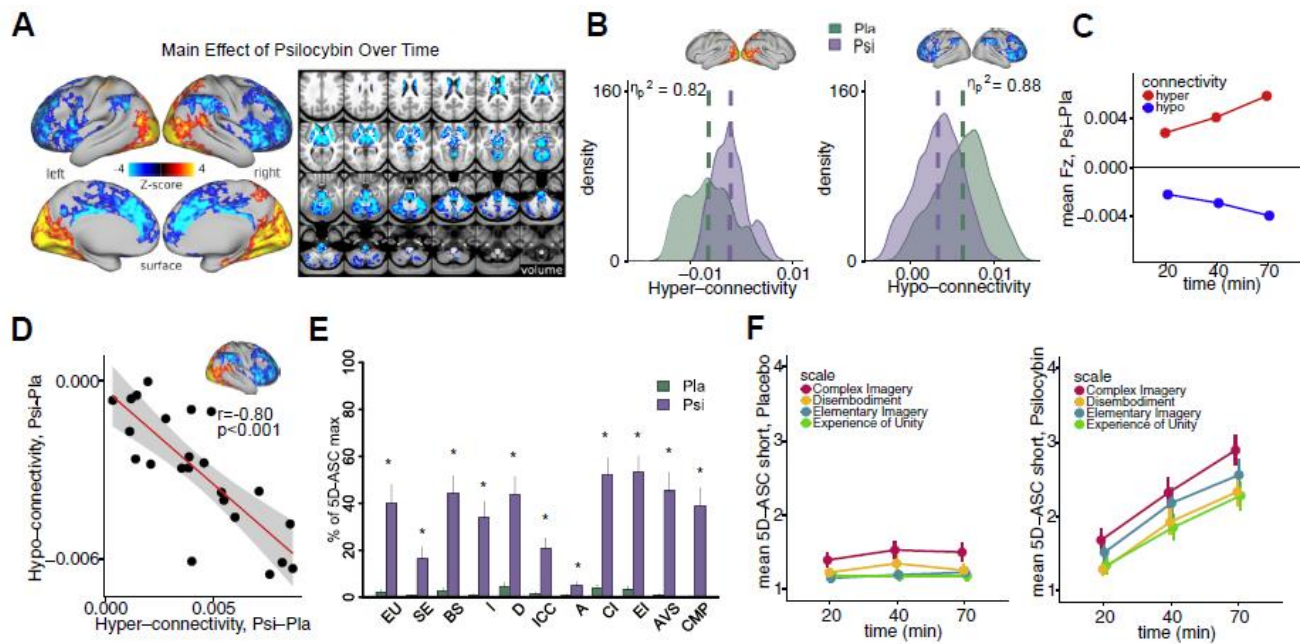 A
Main Effect of Psilocybin Over Time
left
-4
4
Z-score
right
surface
volume
B
Pla
Psi
ηp² = 0.82
160
density
0
−0.01
0.01
Hyper–connectivity
ηp² = 0.88
160
density
0
0.00
0.01
Hypo–connectivity
C
connectivity
hyper
hypo
0.004
0.000
−0.004
mean Fz, Psi–Pla
20
40
70
time (min)
D
0.000
−0.006
Hypo–connectivity, Psi–Pla
r=-0.80
p<0.001
0.000
0.005
Hyper–connectivity, Psi–Pla
E
100
80
60
40
20
0
% of 5D-ASC max
Pla
Psi
*
*
*
*
*
*
*
*
*
*
*
EU
SE
BS
I
D
ICC
A
CI
EI
AVS
CMP
F
mean 5D–ASC short, Placebo
4
3
2
1
scale
Complex Imagery
Disembodiment
Elementary Imagery
Experience of Unity
20
40
70
time (min)
mean 5D–ASC short, Psilocybin
4
3
2
1
scale
Complex Imagery
Disembodiment
Elementary Imagery
Experience of Unity
20
40
70
time (min)